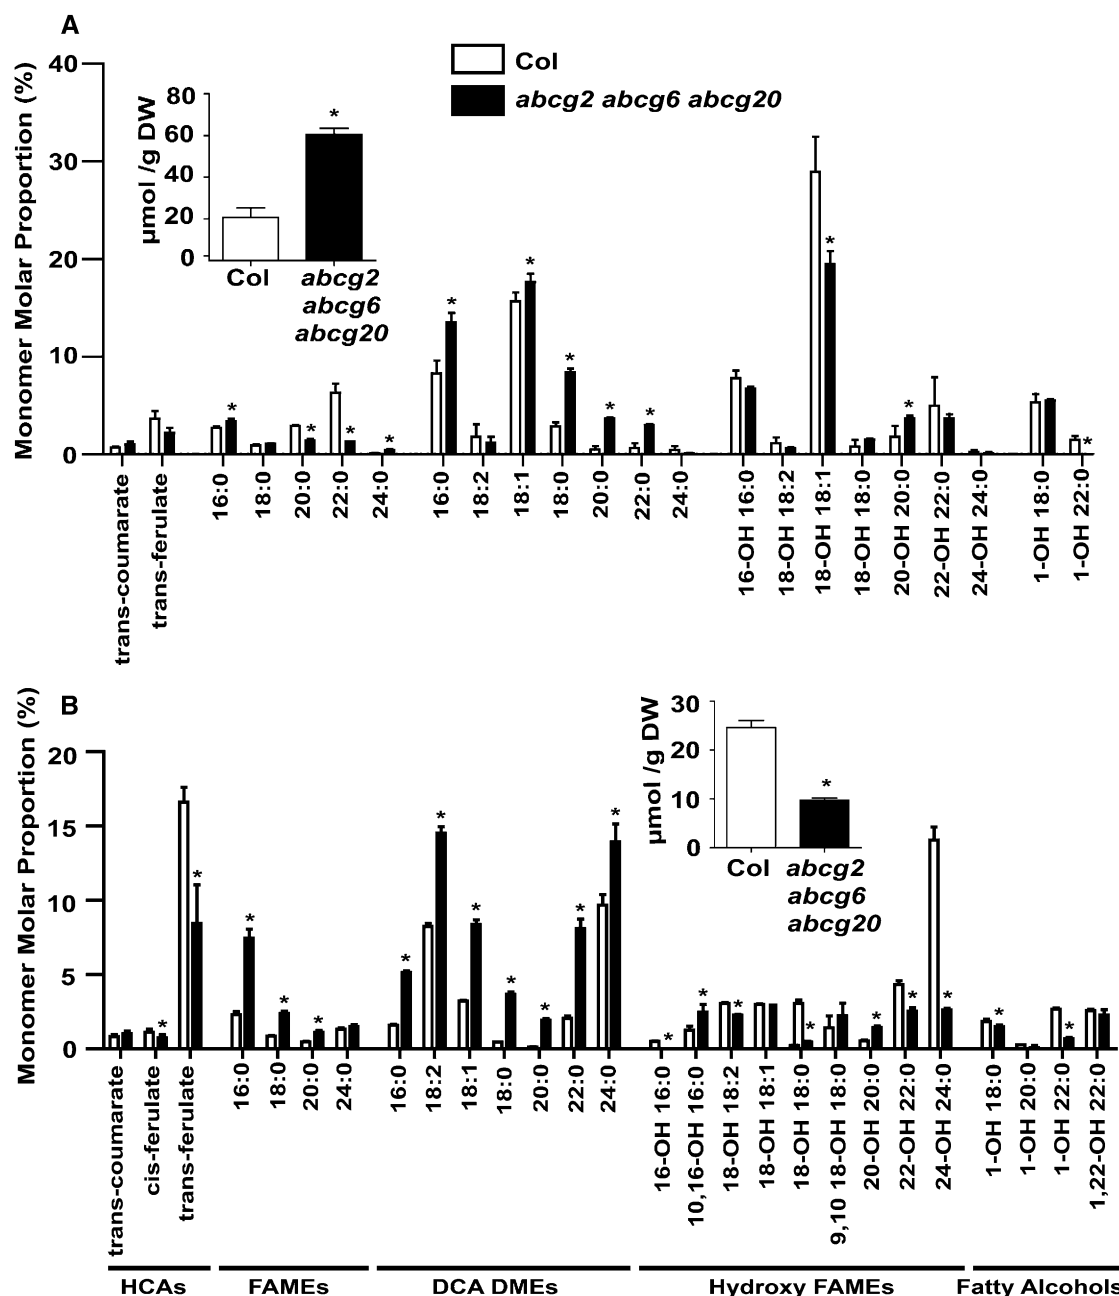 A
Monomer Molar Proportion (%)
40
30
20
10
0
Col
abcg2 abcg6 abcg20
µmol /g DW
80
60
40
20
0
*
Col
abcg2
abcg6
abcg20
* * * * * * * * * * * *
trans-coumarate
trans-ferulate
16:0
18:0
20:0
22:0
24:0
16:0
18:2
18:1
18:0
20:0
22:0
24:0
16-OH 16:0
18-OH 18:2
18-OH 18:1
18-OH 18:0
20-OH 20:0
22-OH 22:0
24-OH 24:0
1-OH 18:0
1-OH 22:0
B
Monomer Molar Proportion (%)
20
15
10
5
0
µmol /g DW
30
20
10
0
*
Col
abcg2
abcg6
abcg20
* * * * * * * * * * * * * * * * * * * * *
trans-coumarate
cis-ferulate
trans-ferulate
16:0
18:0
20:0
24:0
16:0
18:2
18:1
18:0
20:0
22:0
24:0
16-OH 16:0
10,16-OH 16:0
18-OH 18:2
18-OH 18:1
18-OH 18:0
9,10 18-OH 18:0
20-OH 20:0
22-OH 22:0
24-OH 24:0
1-OH 18:0
1-OH 20:0
1-OH 22:0
1,22-OH 22:0
HCAs
FAMEs
DCA DMEs
Hydroxy FAMEs
Fatty Alcohols